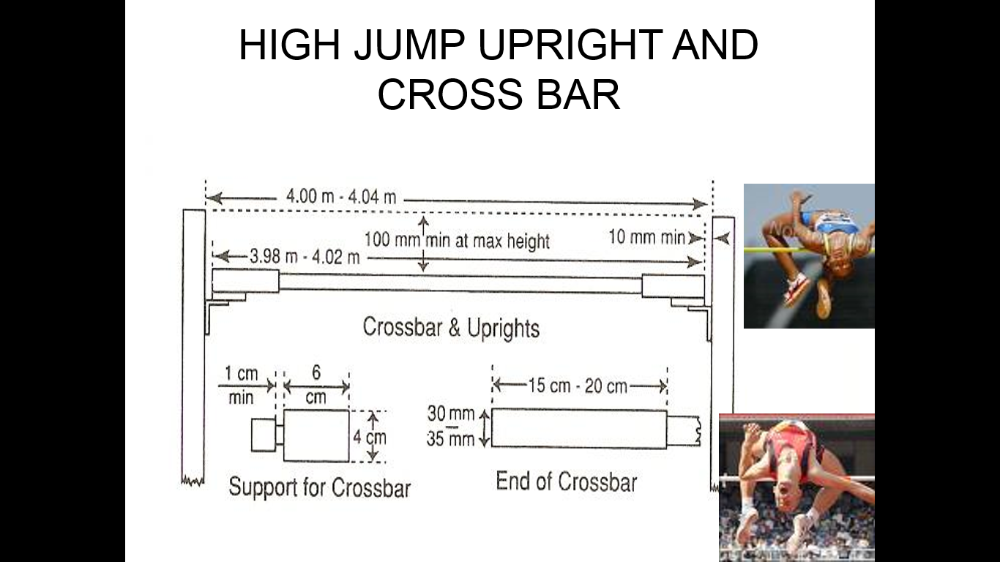 HIGH JUMP UPRIGHT AND
CROSS BAR
4.00 m - 4.04 m
100 mm min at max height
10 mm min
3.98 m - 4.02 m
Crossbar & Uprights
1 cm
min
6
cm
4 cm
Support for Crossbar
15 cm - 20 cm
30 mm
–
35 mm
End of Crossbar